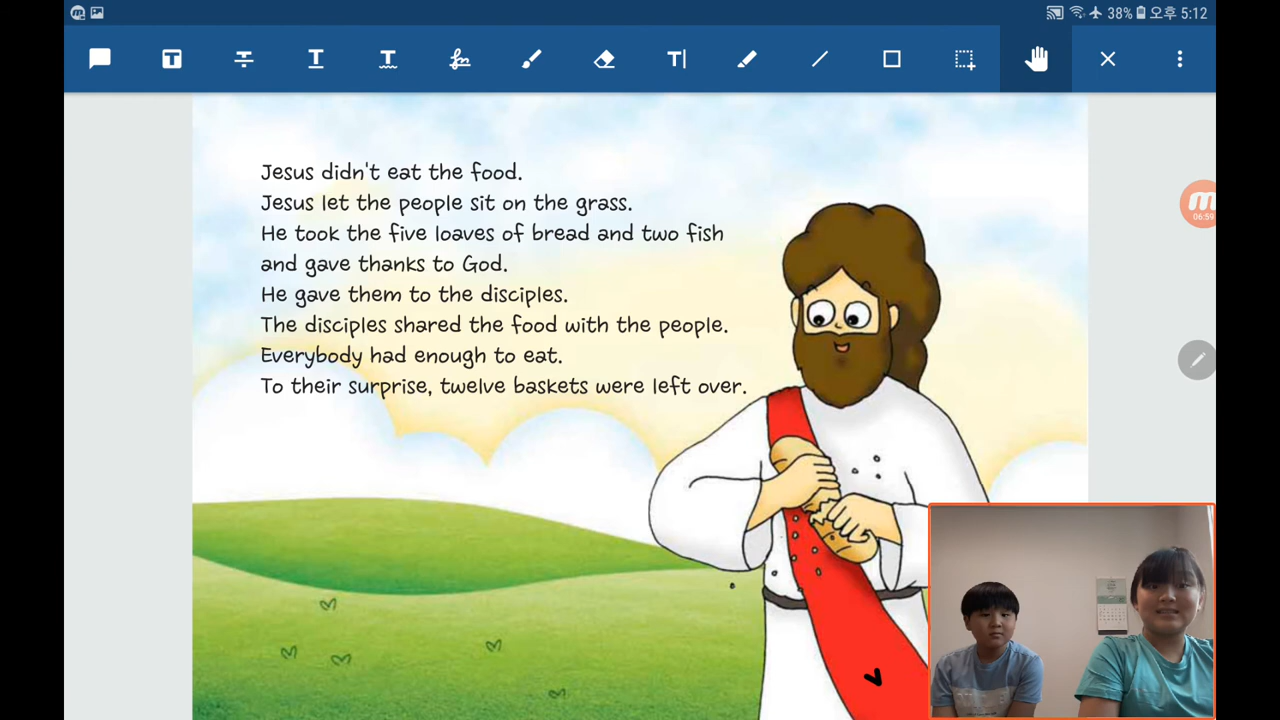 38% 오후 5:12
T T T T T
Jesus didn't eat the food.
Jesus let the people sit on the grass.
He took the five loaves of bread and two fish
and gave thanks to God.
He gave them to the disciples.
The disciples shared the food with the people.
Everybody had enough to eat.
To their surprise, twelve baskets were left over.
06:59